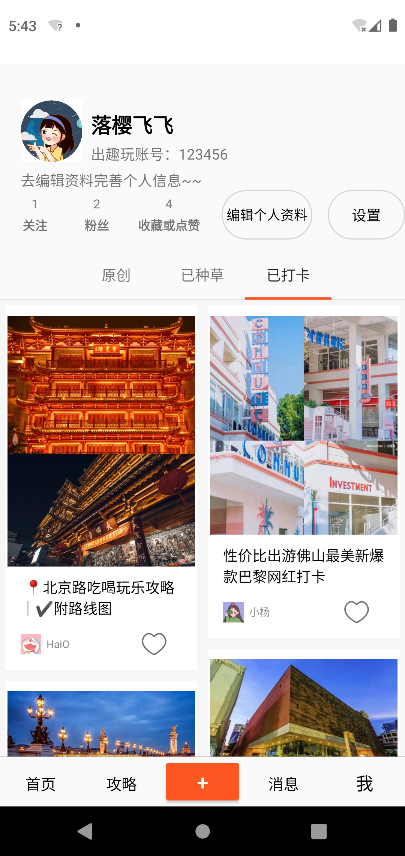 5:43
落樱飞飞
出趣玩账号：123456
去编辑资料完善个人信息~~
1 2 4
关注 粉丝 收藏或点赞
编辑个人资料 设置
原创 已种草 已打卡
COMMUNE
INVESTMENT
📍北京路吃喝玩乐攻略
｜✔附路线图
HaiO
性价比出游佛山最美新爆
款巴黎网红打卡
小杨
首页 攻略 + 消息 我